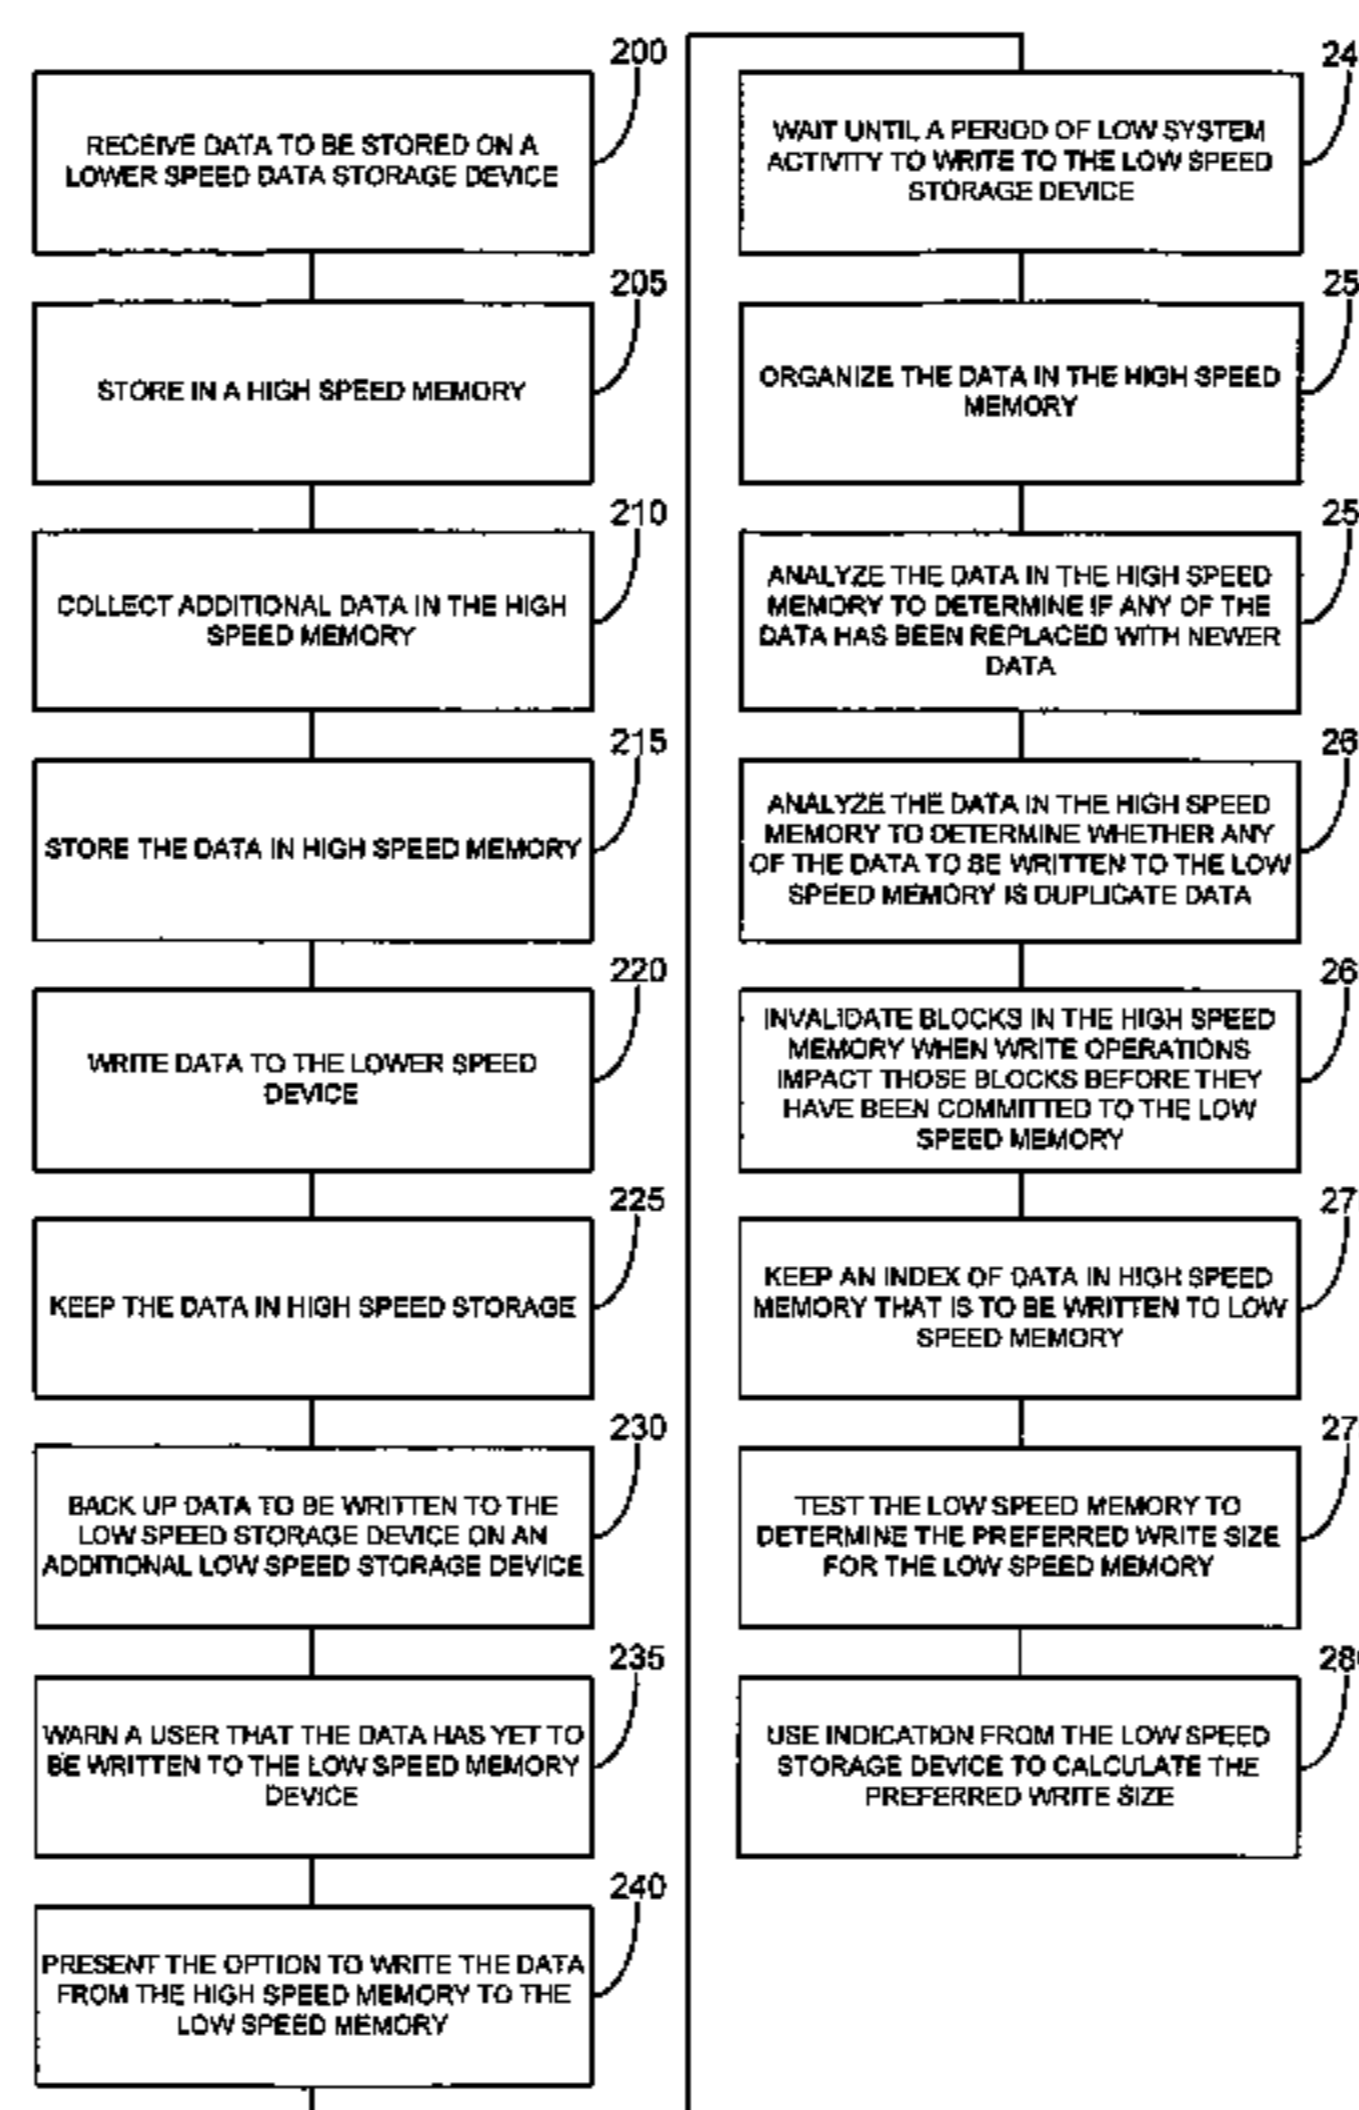 200
RECEIVE DATA TO BE STORED ON A
LOWER SPEED DATA STORAGE DEVICE
205
STORE IN A HIGH SPEED MEMORY
210
COLLECT ADDITIONAL DATA IN THE HIGH
SPEED MEMORY
215
STORE THE DATA IN HIGH SPEED MEMORY
220
WRITE DATA TO THE LOWER SPEED
DEVICE
225
KEEP THE DATA IN HIGH SPEED STORAGE
230
BACK UP DATA TO BE WRITTEN TO THE
LOW SPEED STORAGE DEVICE ON AN
ADDITIONAL LOW SPEED STORAGE DEVICE
235
WARN A USER THAT THE DATA HAS YET TO
BE WRITTEN TO THE LOW SPEED MEMORY
DEVICE
240
PRESENT THE OPTION TO WRITE THE DATA
FROM THE HIGH SPEED MEMORY TO THE
LOW SPEED MEMORY
24
WAIT UNTIL A PERIOD OF LOW SYSTEM
ACTIVITY TO WRITE TO THE LOW SPEED
STORAGE DEVICE
25
ORGANIZE THE DATA IN THE HIGH SPEED
MEMORY
25
ANALYZE THE DATA IN THE HIGH SPEED
MEMORY TO DETERMINE IF ANY OF THE
DATA HAS BEEN REPLACED WITH NEWER
DATA
26
ANALYZE THE DATA IN THE HIGH SPEED
MEMORY TO DETERMINE WHETHER ANY
OF THE DATA TO BE WRITTEN TO THE LOW
SPEED MEMORY IS DUPLICATE DATA
26
INVALIDATE BLOCKS IN THE HIGH SPEED
MEMORY WHEN WRITE OPERATIONS
IMPACT THOSE BLOCKS BEFORE THEY
HAVE BEEN COMMITTED TO THE LOW
SPEED MEMORY
27
KEEP AN INDEX OF DATA IN HIGH SPEED
MEMORY THAT IS TO BE WRITTEN TO LOW
SPEED MEMORY
27
TEST THE LOW SPEED MEMORY TO
DETERMINE THE PREFERRED WRITE SIZE
FOR THE LOW SPEED MEMORY
280
USE INDICATION FROM THE LOW SPEED
STORAGE DEVICE TO CALCULATE THE
PREFERRED WRITE SIZE